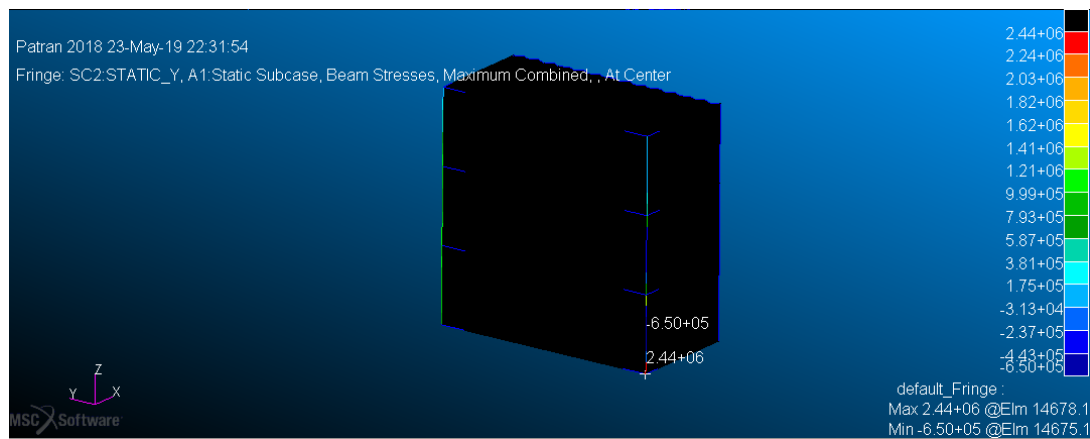 Patran 2018 23-May-19 22:31:54
Fringe: SC2:STATIC_Y, A1:Static Subcase, Beam Stresses, Maximum Combined, , At Center
2.44+06
2.24+06
2.03+06
1.82+06
1.62+06
1.41+06
1.21+06
9.99+05
7.93+05
5.87+05
3.81+05
1.75+05
-3.13+04
-2.37+05
-4.43+05
-6.50+05
-6.50+05
2.44+06
Z
Y
X
MSC Software
default_Fringe :
Max 2.44+06 @Elm 14678.1
Min -6.50+05 @Elm 14675.1